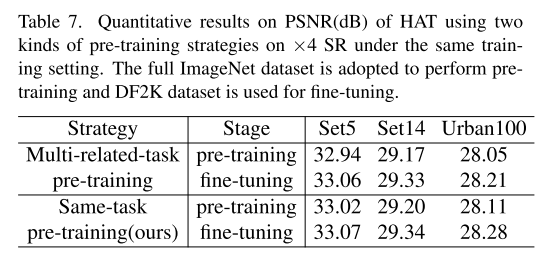 Table 7. Quantitative results on PSNR(dB) of HAT using two
kinds of pre-training strategies on ×4 SR under the same train-
ing setting. The full ImageNet dataset is adopted to perform pre-
training and DF2K dataset is used for fine-tuning.
Strategy Stage Set5 Set14 Urban100
Multi-related-task pre-training 32.94 29.17 28.05
pre-training fine-tuning 33.06 29.33 28.21
Same-task pre-training 33.02 29.20 28.11
pre-training(ours) fine-tuning 33.07 29.34 28.28